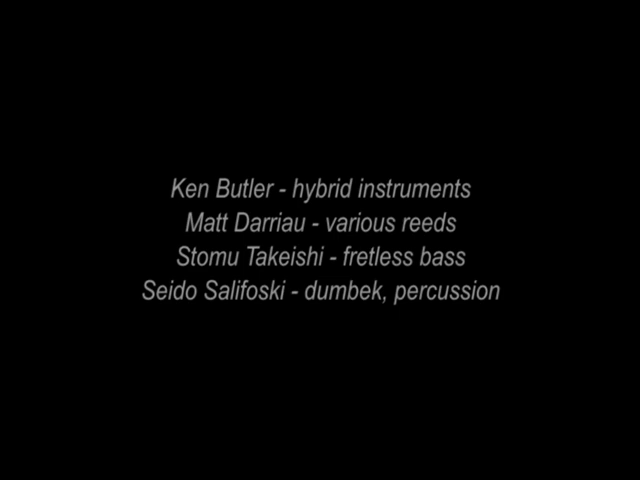 Ken Butler - hybrid instruments
Matt Darriau - various reeds
Stomu Takeishi - fretless bass
Seido Salifoski - dumbek, percussion